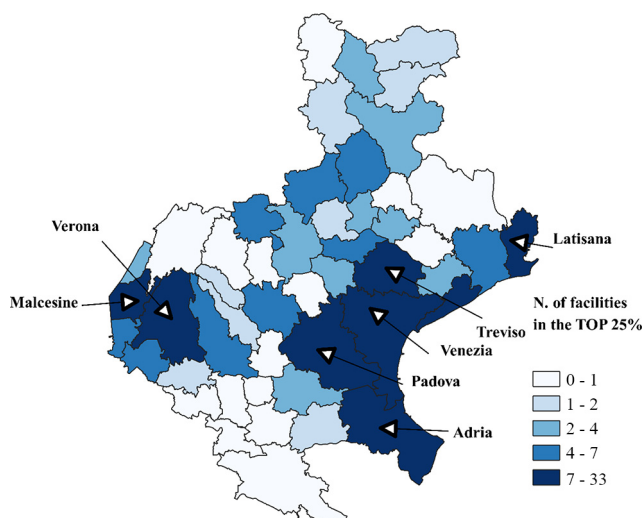 Verona
Malcesine
Latisana
N. of facilities
in the TOP 25%
Treviso
Venezia
Padova
Adria
0 - 1
1 - 2
2 - 4
4 - 7
7 - 33